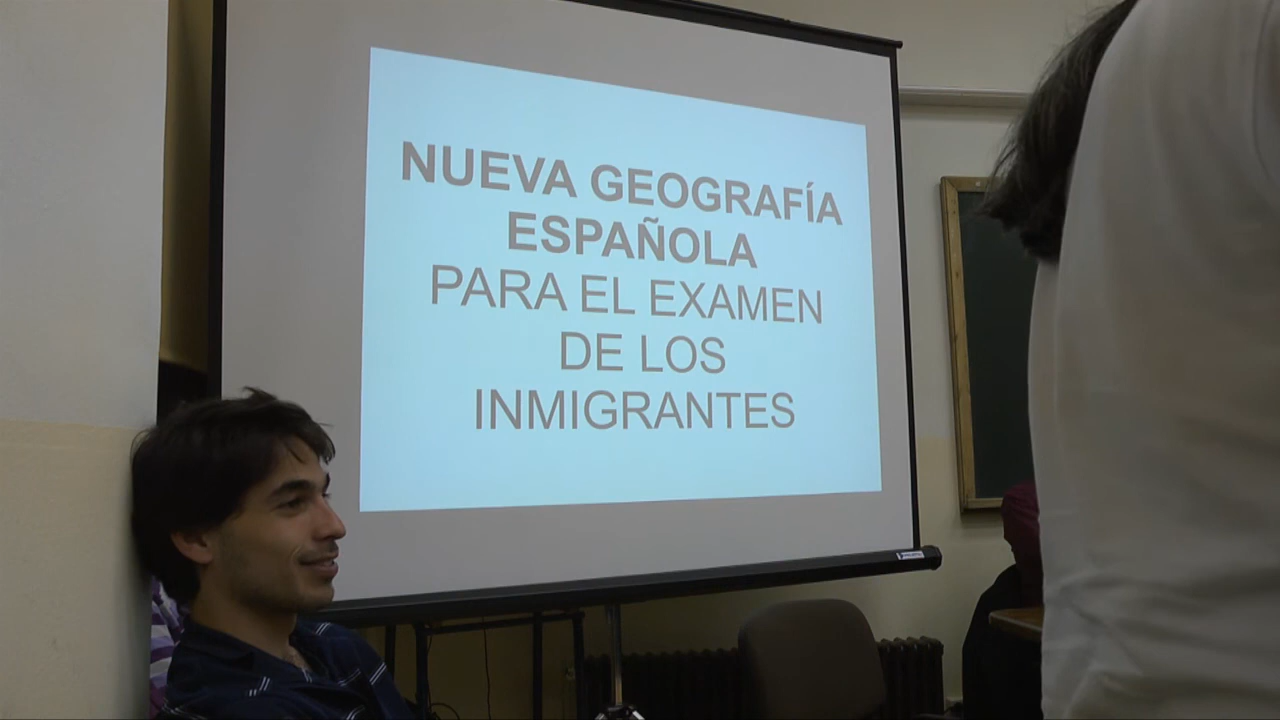 NUEVA GEOGRAFÍA
ESPAÑOLA
PARA EL EXAMEN
DE LOS
INMIGRANTES